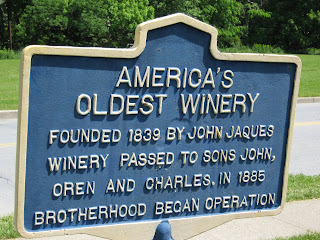 AMERICA'S
OLDEST WINERY
FOUNDED 1839 BY JOHN JAQUES
WINERY PASSED TO SONS JOHN,
OREN AND CHARLES. IN 1885
BROTHERHOOD BEGAN OPERATION